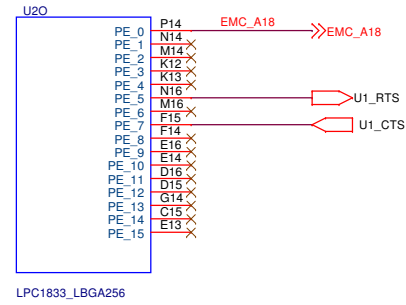 U2O
PE_0 P14 EMC_A18 EMC_A18
PE_1 N14
PE_2 M14
PE_3 K12
PE_4 K13
PE_5 N16 U1_RTS
PE_6 M16
PE_7 F15 U1_CTS
PE_8 F14
PE_9 E16
PE_10 E14
PE_11 D16
PE_12 D15
PE_13 G14
PE_14 C15
PE_15 E13
LPC1833_LBGA256